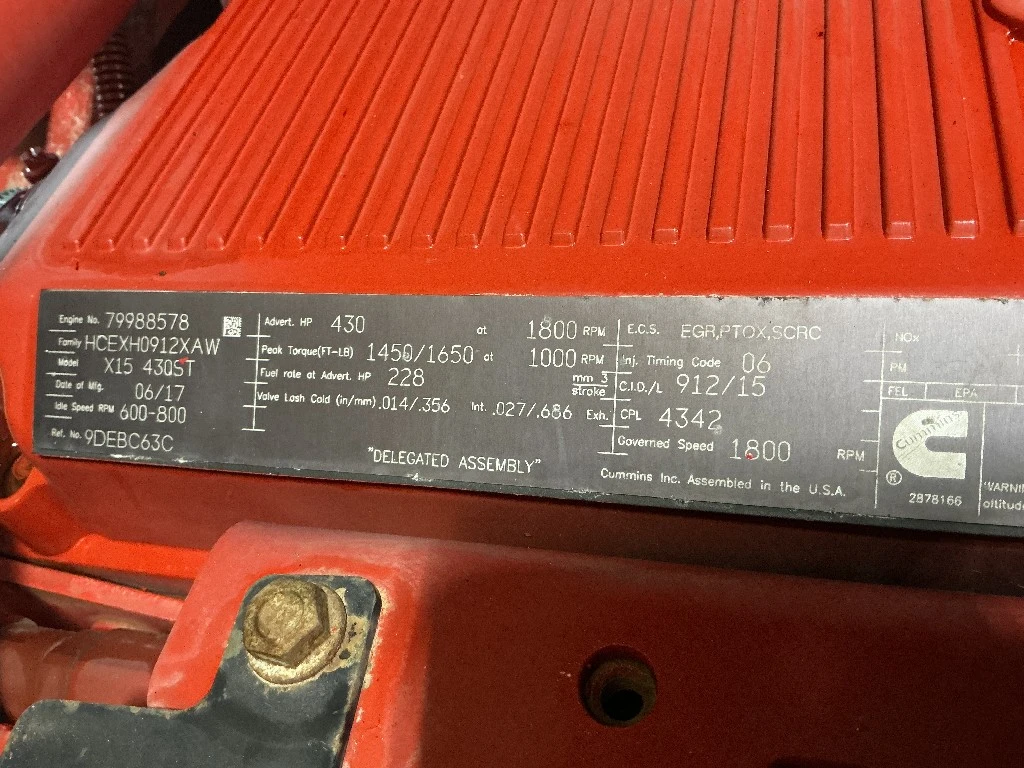 Engine No. 79988578
Family HCEXH0912XAW
Model X15 430ST
Date of Mfg. 06/17
Idle Speed RPM 600-800
Ref. No. 9DEBC63C
Advert. HP 430 at 1800 RPM
Peak Torque(FT-LB) 1450/1650 at 1000 RPM
Fuel rate at Advert. HP 228 mm 3 stroke
Valve Lash Cold (in/mm) .014/.356 Int. .027/.686 Exh.
"DELEGATED ASSEMBLY"
E.C.S. EGR,PTOX,SCRC
Inj. Timing Code 06
C.I.D./L 912/15
CPL 4342
Governed Speed 1800 RPM
Cummins Inc. Assembled in the U.S.A.
NOx
PM
FEL EPA
Cummins
®
2878166